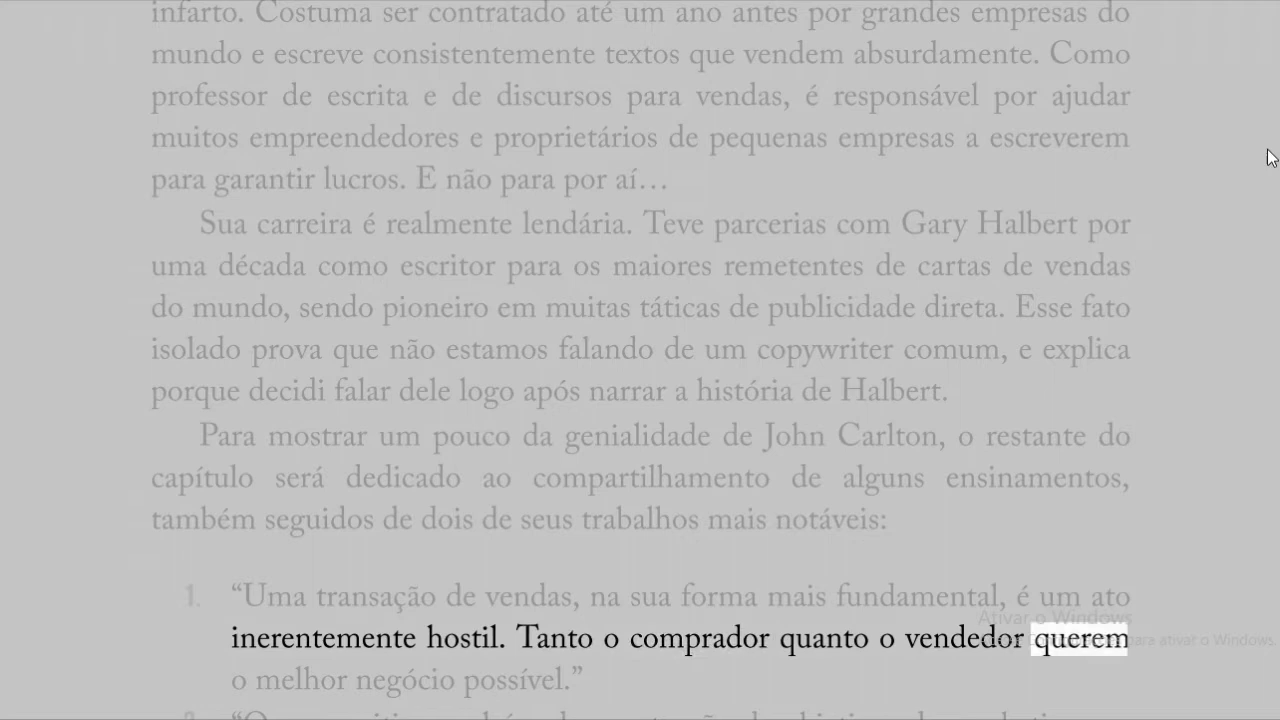 infarto. Costuma ser contratado até um ano antes por grandes empresas do
mundo e escreve consistentemente textos que vendem absurdamente. Como
professor de escrita e de discursos para vendas, é responsável por ajudar
muitos empreendedores e proprietários de pequenas empresas a escreverem
para garantir lucros. E não para por aí…
Sua carreira é realmente lendária. Teve parcerias com Gary Halbert por
uma década como escritor para os maiores remetentes de cartas de vendas
do mundo, sendo pioneiro em muitas táticas de publicidade direta. Esse fato
isolado prova que não estamos falando de um copywriter comum, e explica
porque decidi falar dele logo após narrar a história de Halbert.
Para mostrar um pouco da genialidade de John Carlton, o restante do
capítulo será dedicado ao compartilhamento de alguns ensinamentos,
também seguidos de dois de seus trabalhos mais notáveis:
1. “Uma transação de vendas, na sua forma mais fundamental, é um ato
Ativar o Windows
inerentemente hostil. Tanto o comprador quanto o vendedor querem
para ativar o Windows.
o melhor negócio possível.”